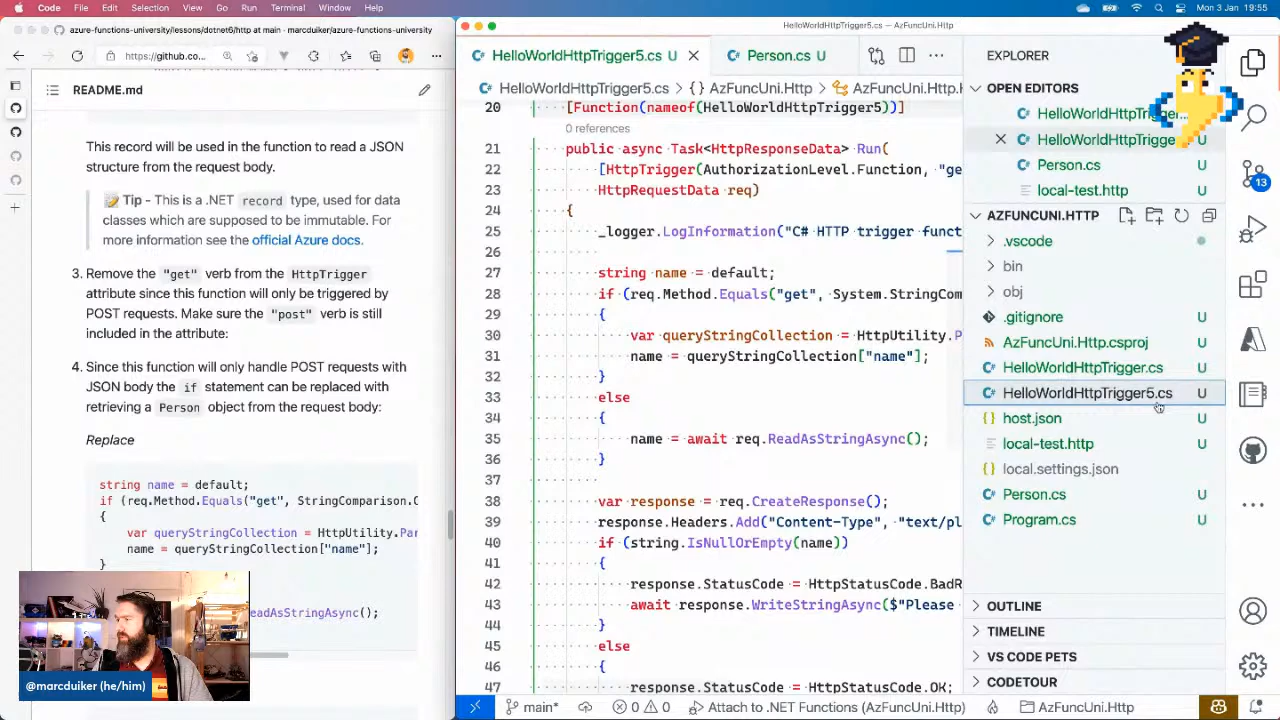 Terminal
Shell
Edit
View
Window
Help
Mon 9 Jan 19:55
azure-functions-university/lessons/dotnet6/http at main · marcduiker/azure-functions-university
https://github.co...
README.md
This record will be used in the function to read a JSON
structure from the request body.
📝 Tip - This is a .NET record type, used for data
classes which are supposed to be immutable. For
more information see the official Azure docs.
3. Remove the "get" verb from the HttpTrigger
attribute since this function will only be triggered by
POST requests. Make sure the "post" verb is still
included in the attribute:
4. Since this function will only handle POST requests with
JSON body the if statement can be replaced with
retrieving a Person object from the request body:
Replace
string name = default;
if (req.Method.Equals("get", StringComparison.O
{
var queryStringCollection = HttpUtility.Par
name = queryStringCollection["name"];
}
eadAsStringAsync();
@marcduiker (he/him)
HelloWorldHttpTrigger5.cs — AzFuncUni.Http
HelloWorldHttpTrigger5.cs U
Person.cs U
HelloWorldHttpTrigger5.cs > {} AzFuncUni.Http > AzFuncUni.Http.H
20 [Function(nameof(HelloWorldHttpTrigger5))]
0 references
21 public async Task<HttpResponseData> Run(
22 [HttpTrigger(AuthorizationLevel.Function, "ge
23 HttpRequestData req)
24 {
25 _logger.LogInformation("C# HTTP trigger funct
26
27 string name = default;
28 if (req.Method.Equals("get", System.StringCom
29 {
30 var queryStringCollection = HttpUtility.P
31 name = queryStringCollection["name"];
32 }
33 else
34 {
35 name = await req.ReadAsStringAsync();
36 }
37
38 var response = req.CreateResponse();
39 response.Headers.Add("Content-Type", "text/pl
40 if (string.IsNullOrEmpty(name))
41 {
42 response.StatusCode = HttpStatusCode.BadR
43 await response.WriteStringAsync($"Please
44 }
45 else
46 {
47 response.StatusCode = HttpStatusCode.OK;
main*
0 0
Attach to .NET Functions (AzFuncUni.Http)
AzFuncUni.Http
EXPLORER
OPEN EDITORS
HelloWorldHttpTrigger...
HelloWorldHttpTrigge... U
Person.cs U
local-test.http U
AZFUNCUNI.HTTP
.vscode
bin
obj
.gitignore U
AzFuncUni.Http.csproj U
HelloWorldHttpTrigger.cs U
HelloWorldHttpTrigger5.cs U
host.json U
local-test.http U
local.settings.json
Person.cs U
Program.cs U
OUTLINE
TIMELINE
VS CODE PETS
CODETOUR
13